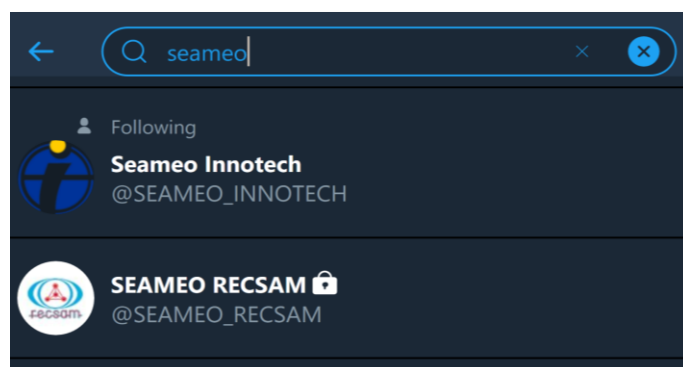 seameo
Following
Seameo Innotech
@SEAMEO_INNOTECH
SEAMEO RECSAM
recsam
@SEAMEO_RECSAM